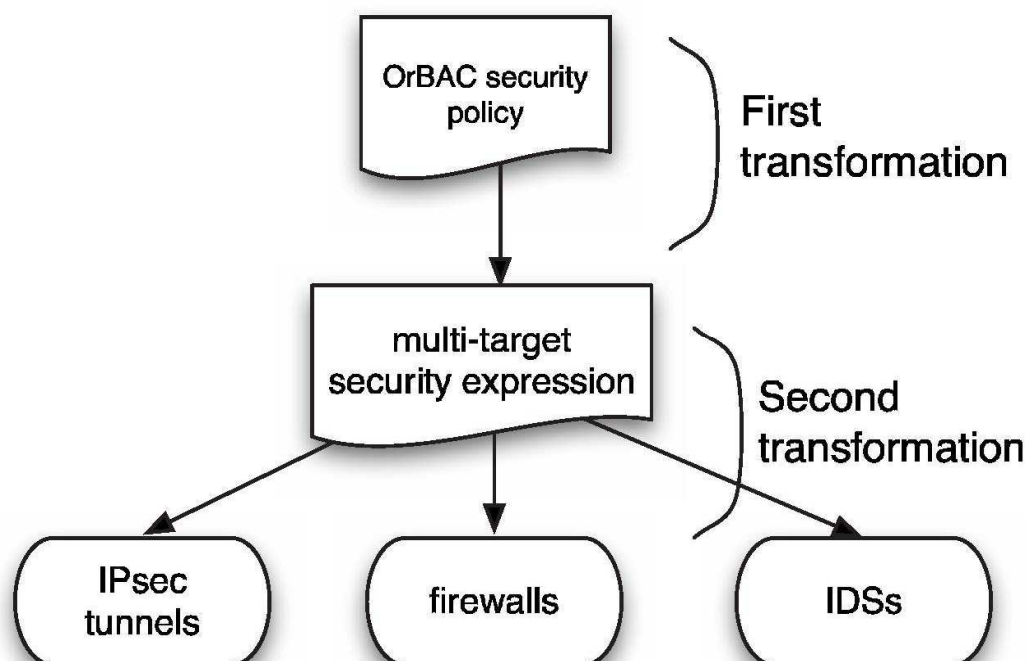 OrBAC security
policy
First
transformation
multi-target
security expression
Second
transformation
IPsec
tunnels
firewalls
IDSs